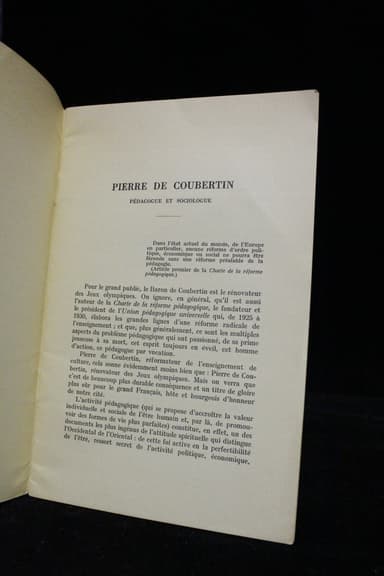 PIERRE DE COUBERTIN
PÉDAGOGUE ET SOCIOLOGUE
Dans l'état actuel du monde, de l'Europe
en particulier, aucune réforme d'ordre poli-
tique, économique ou social ne pourra être
féconde sans une réforme préalable de la
pédagogie.
(Article premier de la Charte de la réforme
pédagogique.)
Pour le grand public, le Baron de Coubertin est le rénovateur
des Jeux olympiques. On ignore, en général, qu'il est aussi
l'auteur de la Charte de la réforme pédagogique, le fondateur et
le président de l'Union pédagogique universelle qui, de 1925 à
1930, élabora les grandes lignes d'une réforme radicale de
l'enseignement ; et que, plus généralement, ce sont les multiples
aspects du problème pédagogique qui ont passionné, de sa prime
jeunesse à sa mort, cet esprit toujours en éveil, cet homme
d'action, ce pédagogue par vocation.
Pierre de Coubertin, réformateur de l'enseignement de
culture, cela sonne évidemment moins bien que : Pierre de Cou-
bertin, rénovateur des Jeux olympiques. Mais on verra que
c'est de beaucoup plus durable conséquence et un titre de gloire
plus sûr pour le grand Français, hôte et bourgeois d'honneur
de notre cité.
L'activité pédagogique (qui se propose d'accroître la valeur
individuelle et sociale de l'être humain et, par là, de promou-
voir des formes de vie plus parfaites) constitue, en effet, un des
documents les plus ingénus de l'attitude spirituelle qui distingue
l'Occidental de l'Oriental : de cette foi active en la perfectibilité
de l'être, ressort secret de l'activité politique, économique,